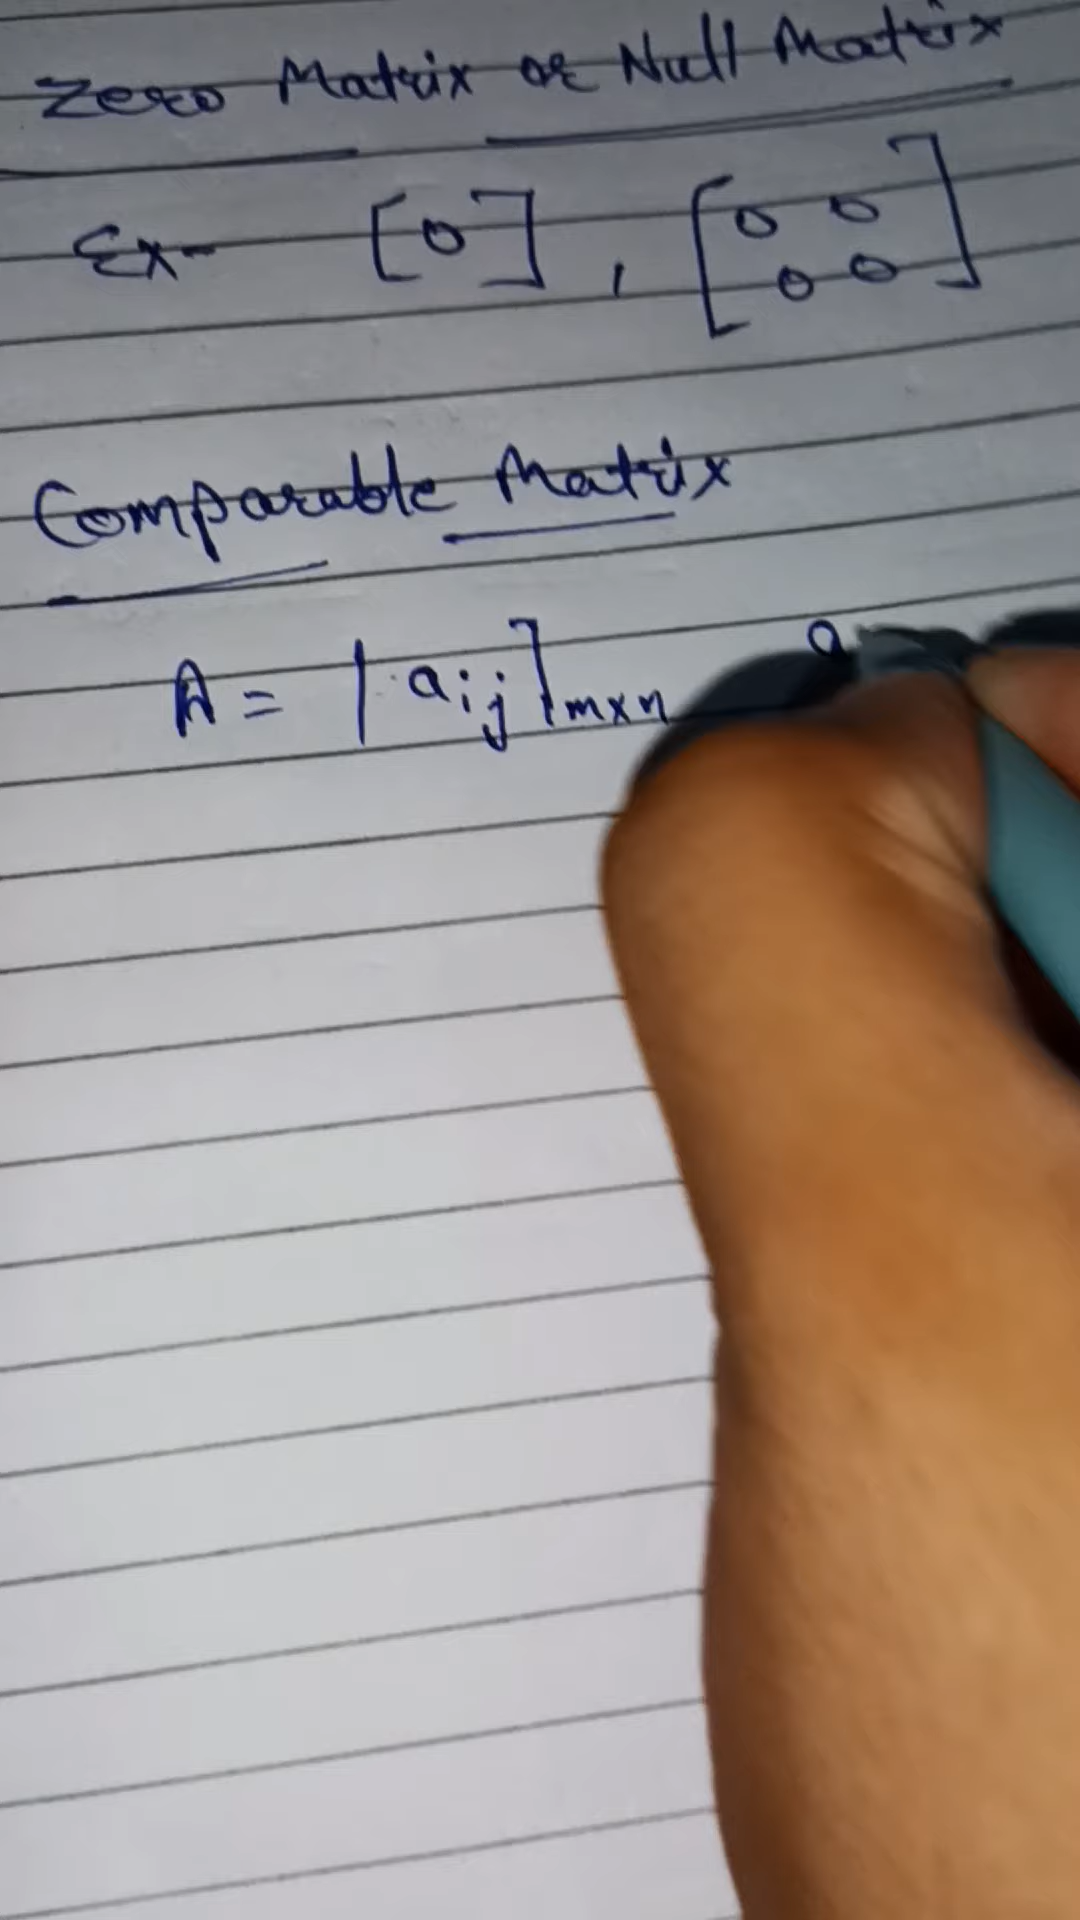 Zero Matrix or Null Matrix
Ex- [0] , [0 0
0 0]
Comparable Matrix
A = [aij]m×n a